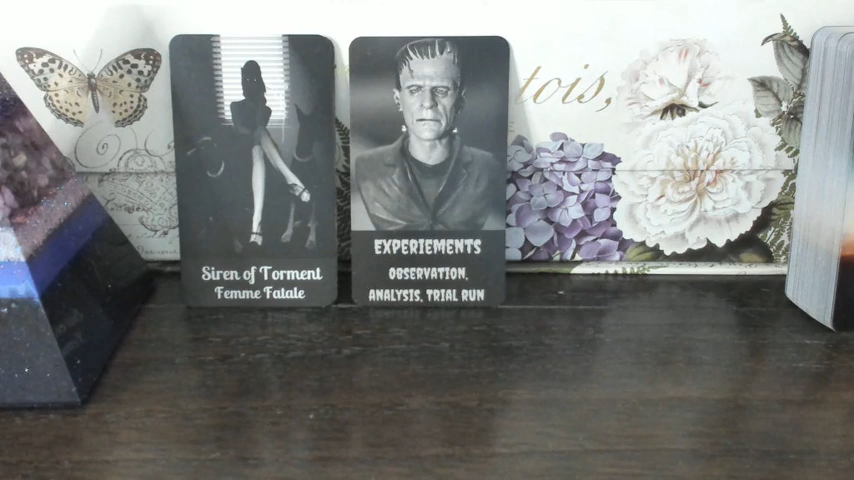 Siren of Torment
Femme Fatale
EXPERIEMENTS
OBSERVATION,
ANALYSIS, TRIAL RUN
tois,